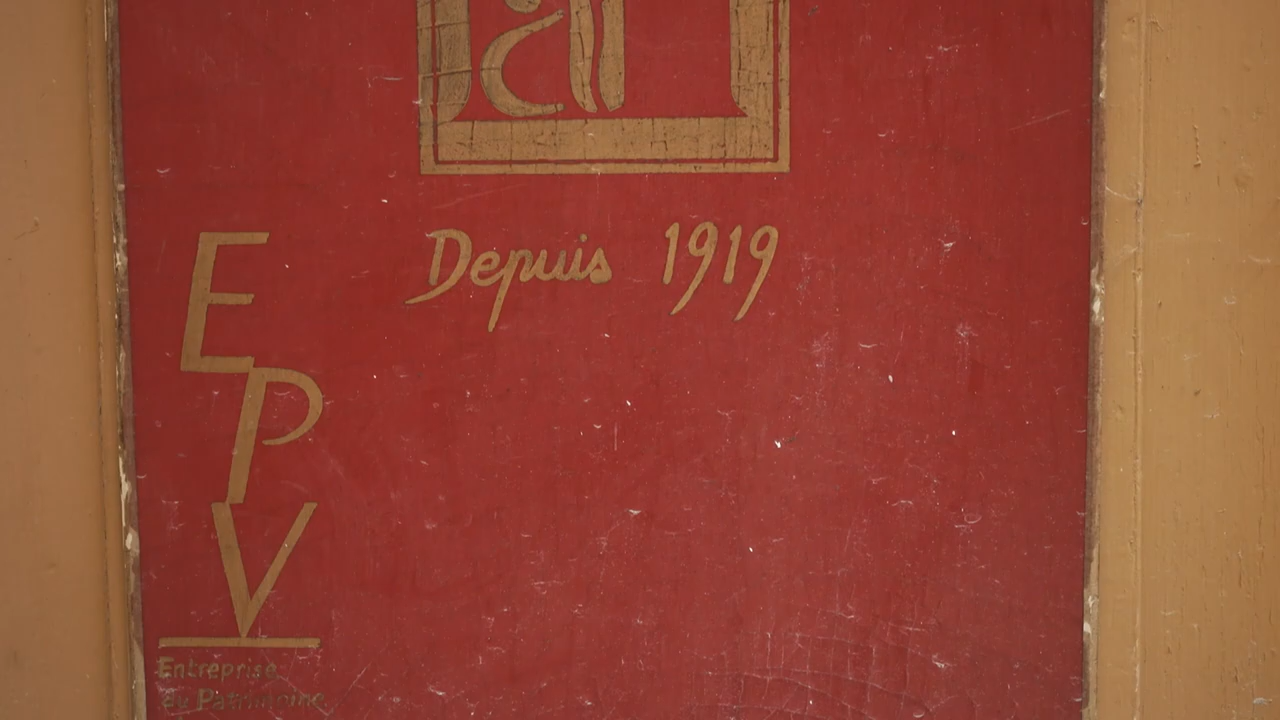 Depuis 1919
E
P
V
Entreprise
du Patrimoine